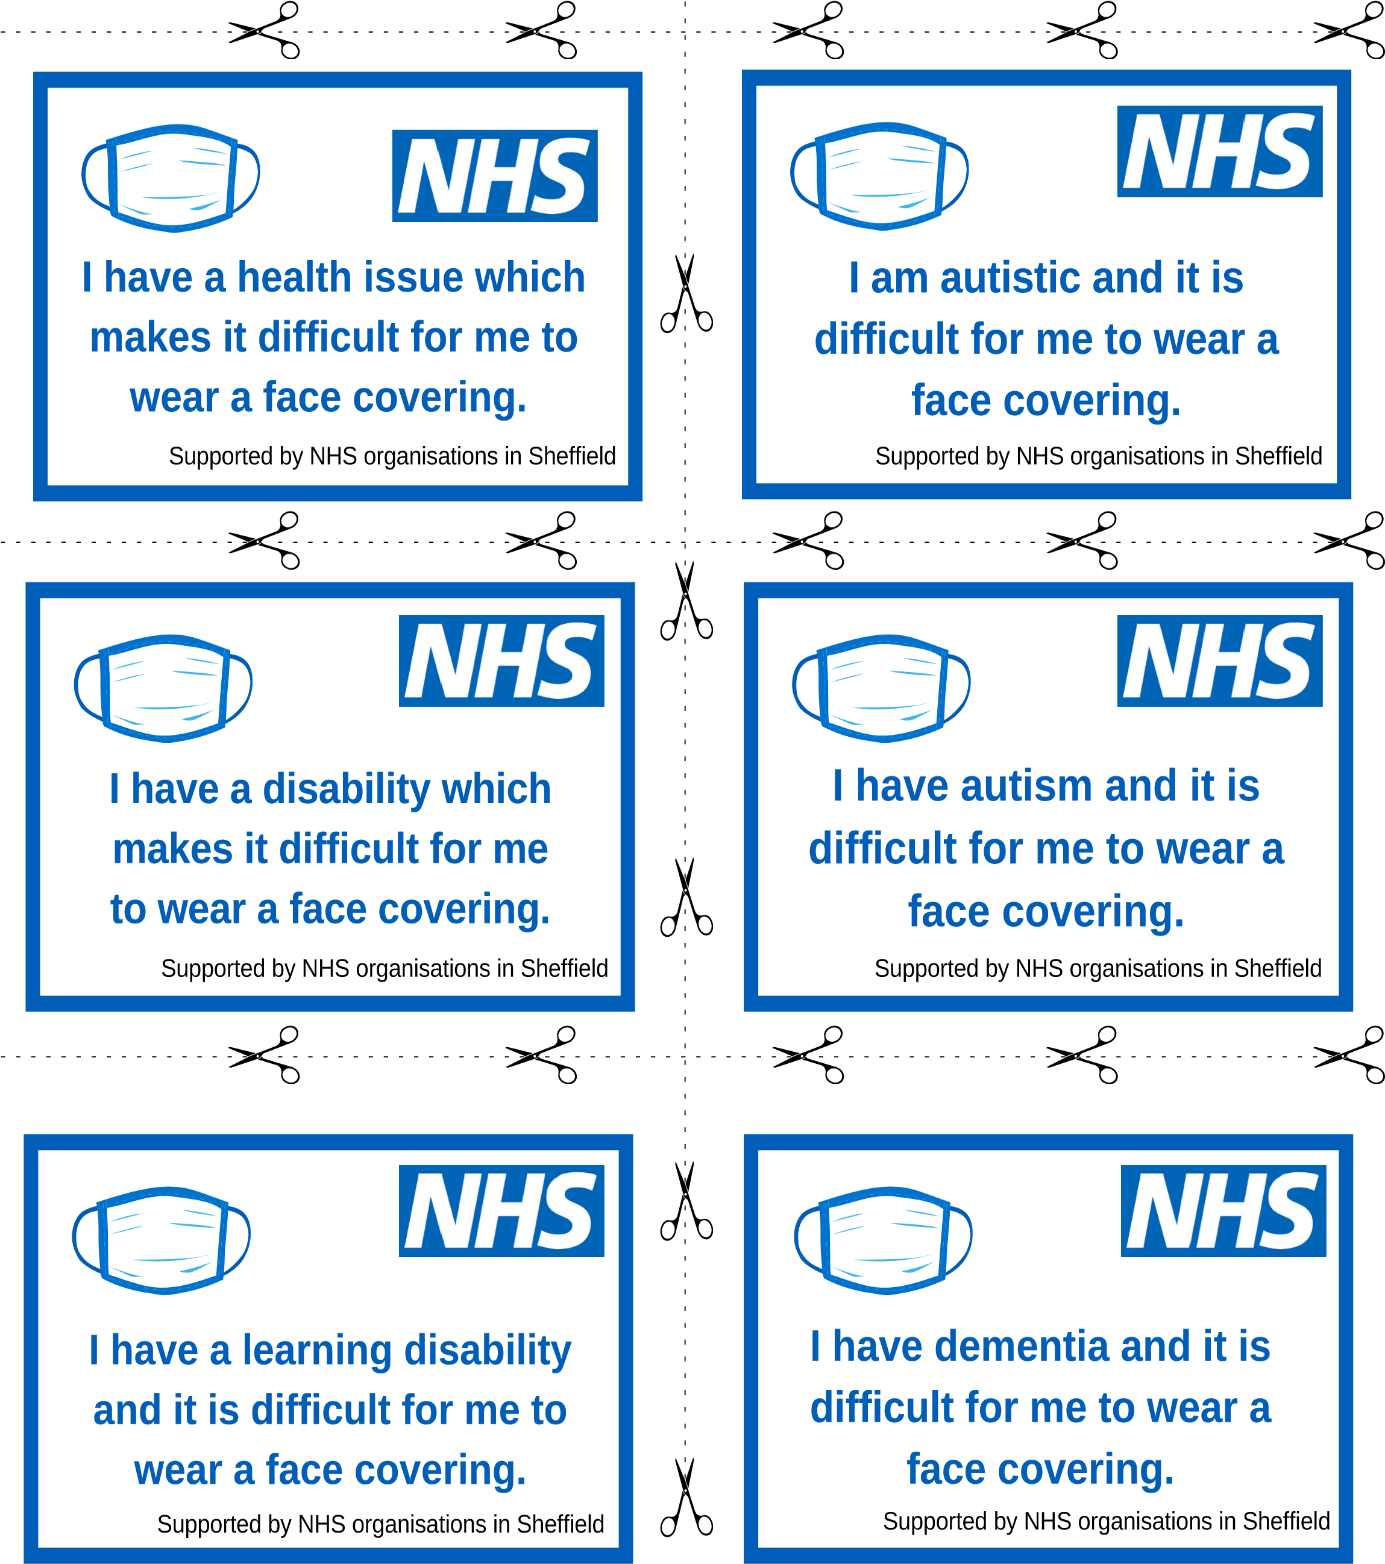 NHS
I have a health issue which
makes it difficult for me to
wear a face covering.
Supported by NHS organisations in Sheffield
NHS
I am autistic and it is
difficult for me to wear a
face covering.
Supported by NHS organisations in Sheffield
NHS
I have a disability which
makes it difficult for me
to wear a face covering.
Supported by NHS organisations in Sheffield
NHS
I have autism and it is
difficult for me to wear a
face covering.
Supported by NHS organisations in Sheffield
NHS
I have a learning disability
and it is difficult for me to
wear a face covering.
Supported by NHS organisations in Sheffield
NHS
I have dementia and it is
difficult for me to wear a
face covering.
Supported by NHS organisations in Sheffield